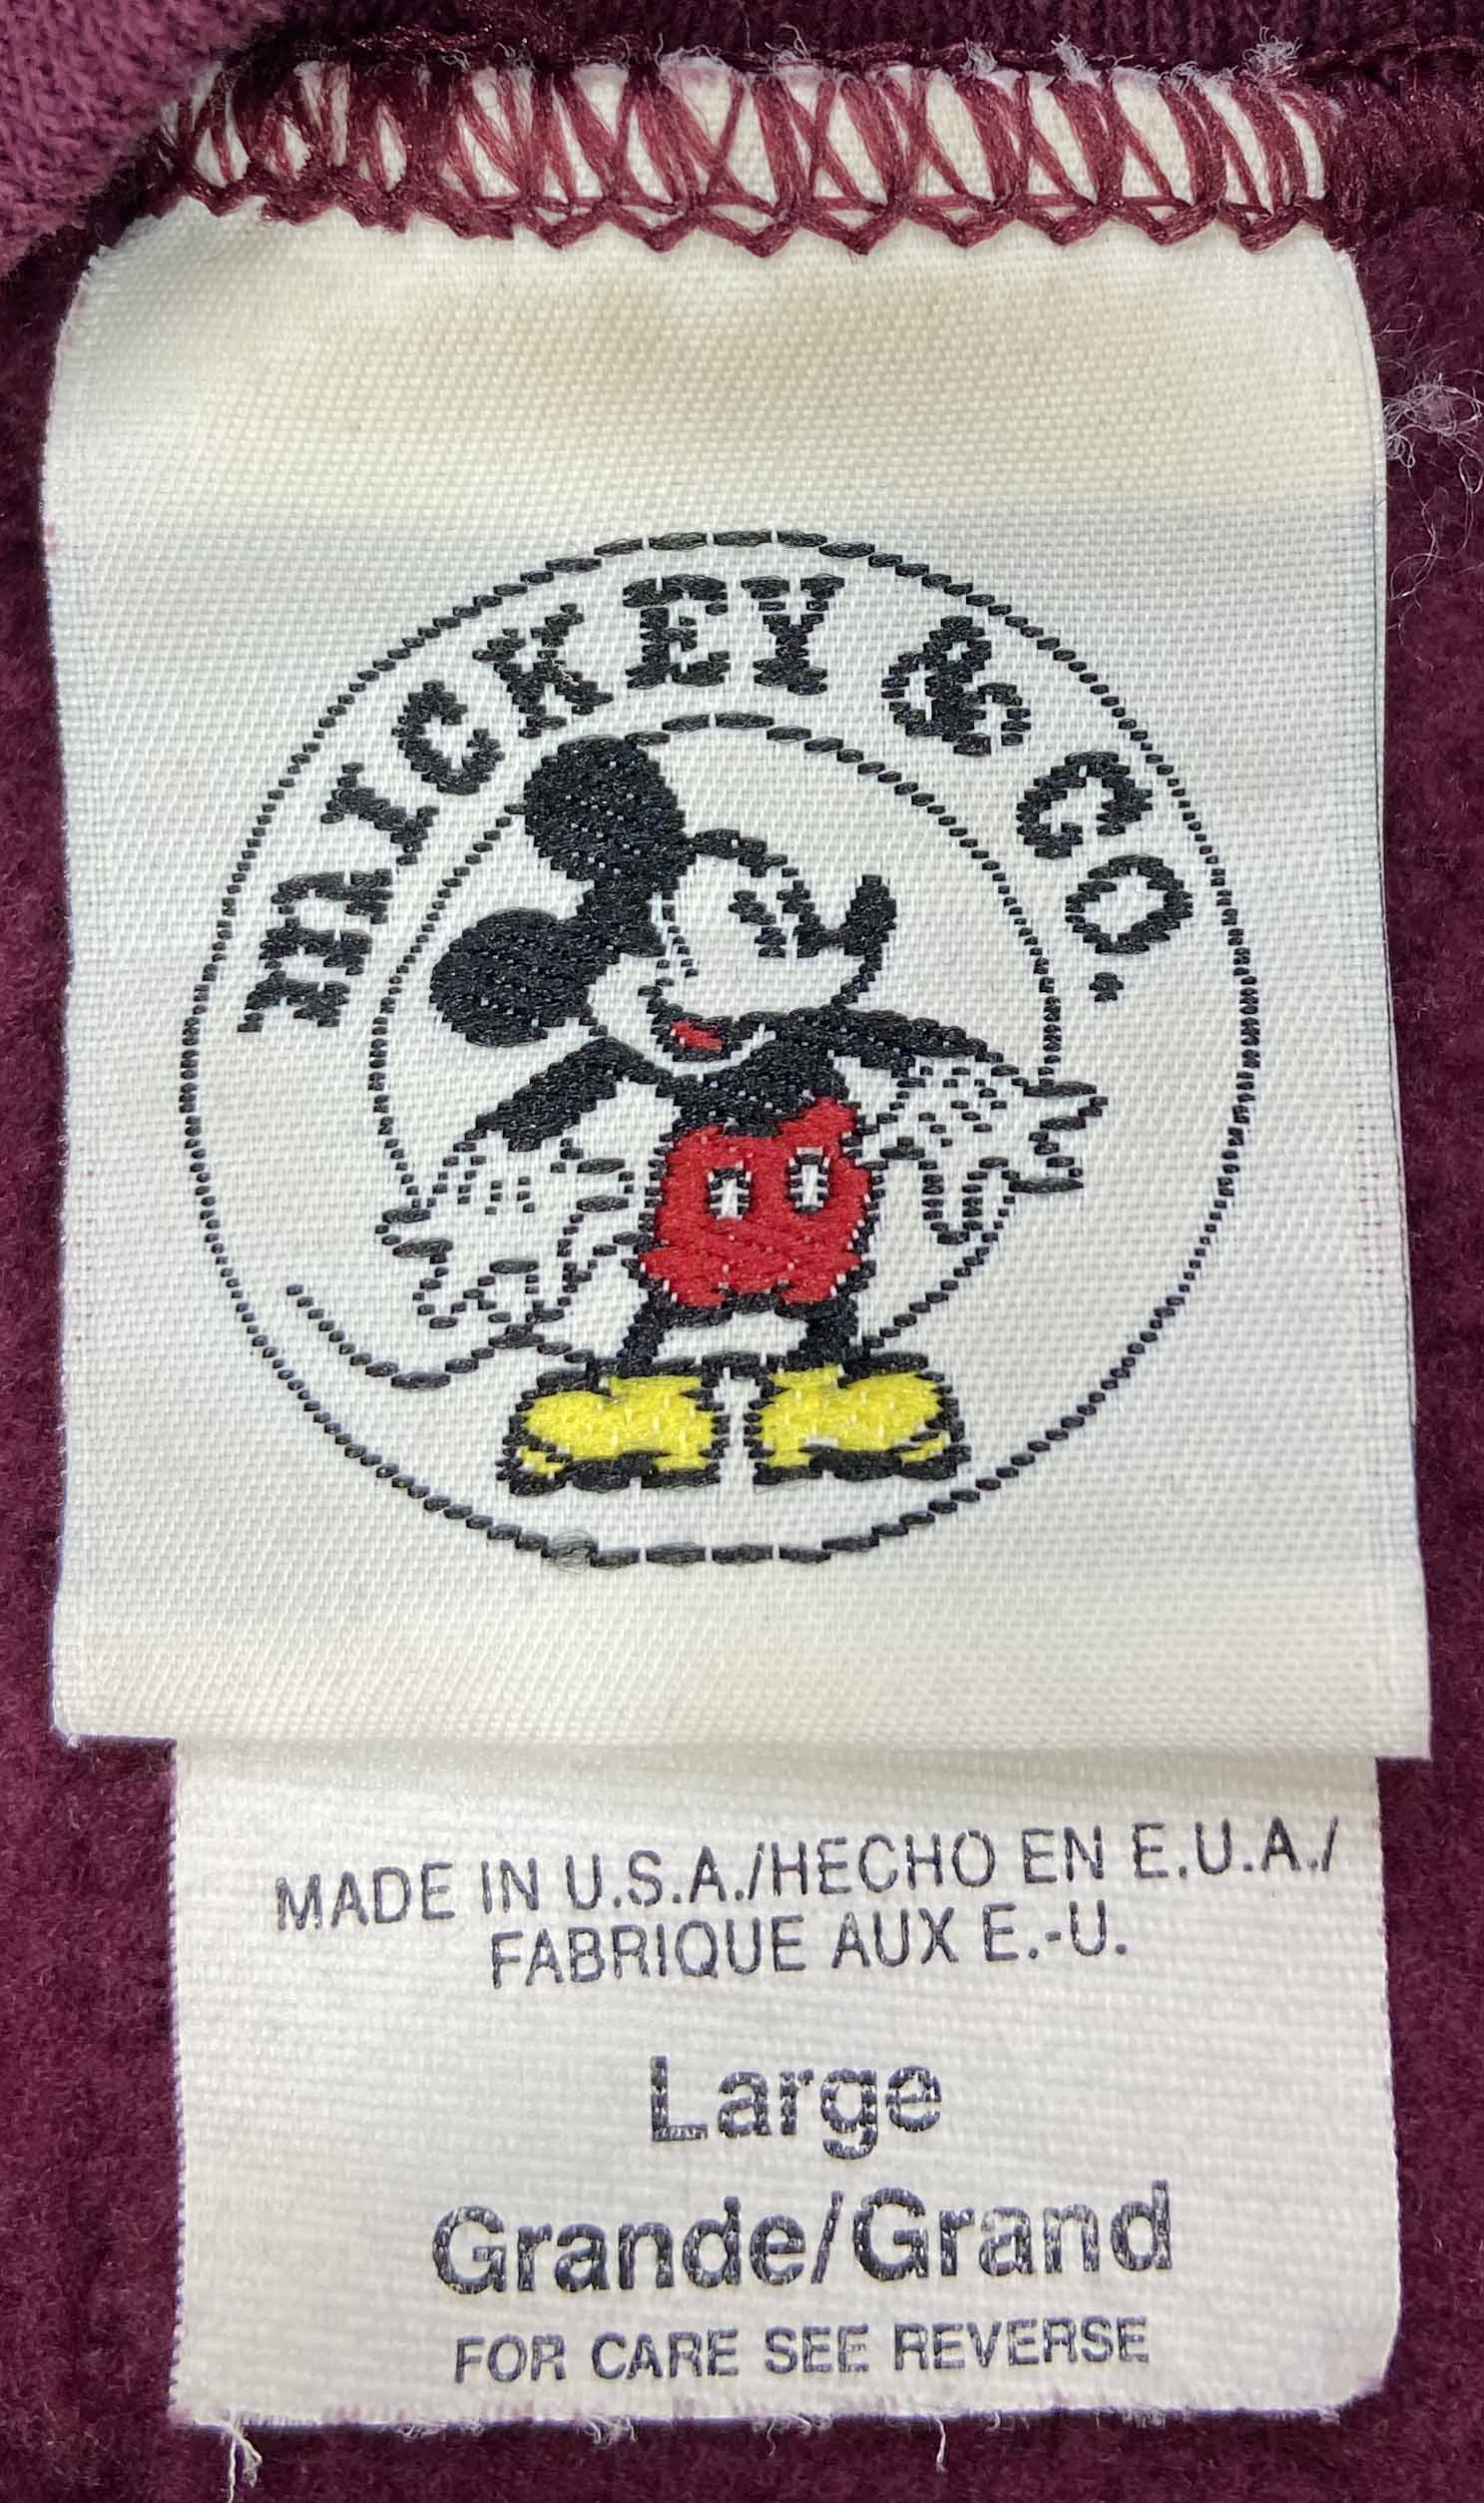 MICKEY & CO.
MADE IN U.S.A./HECHO EN E.U.A./
FABRIQUE AUX E.-U.
Large
Grande/Grand
FOR CARE SEE REVERSE